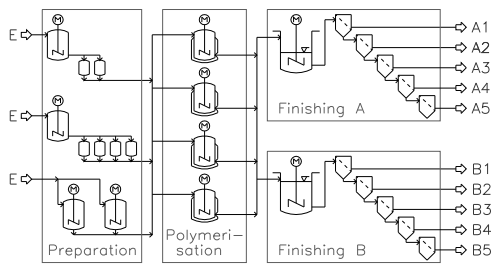 E
M
M
M
A1
A2
A3
A4
A5
M
E
M
M
Finishing A
E
M
M
M
M
B1
B2
B3
B4
B5
M
Preparation
Polymeri-
sation
Finishing B